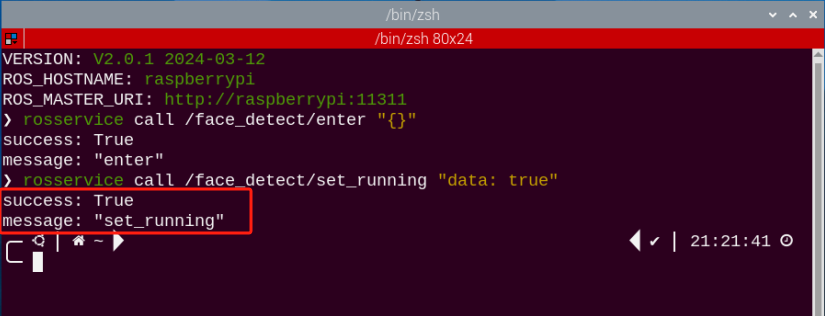 /bin/zsh
/bin/zsh 80x24
VERSION: V2.0.1 2024-03-12
ROS_HOSTNAME: raspberrypi
ROS_MASTER_URI: http://raspberrypi:11311
❯ rosservice call /face_detect/enter "{}"
success: True
message: "enter"
❯ rosservice call /face_detect/set_running "data: true"
success: True
message: "set_running"
~ ✔ 21:21:41